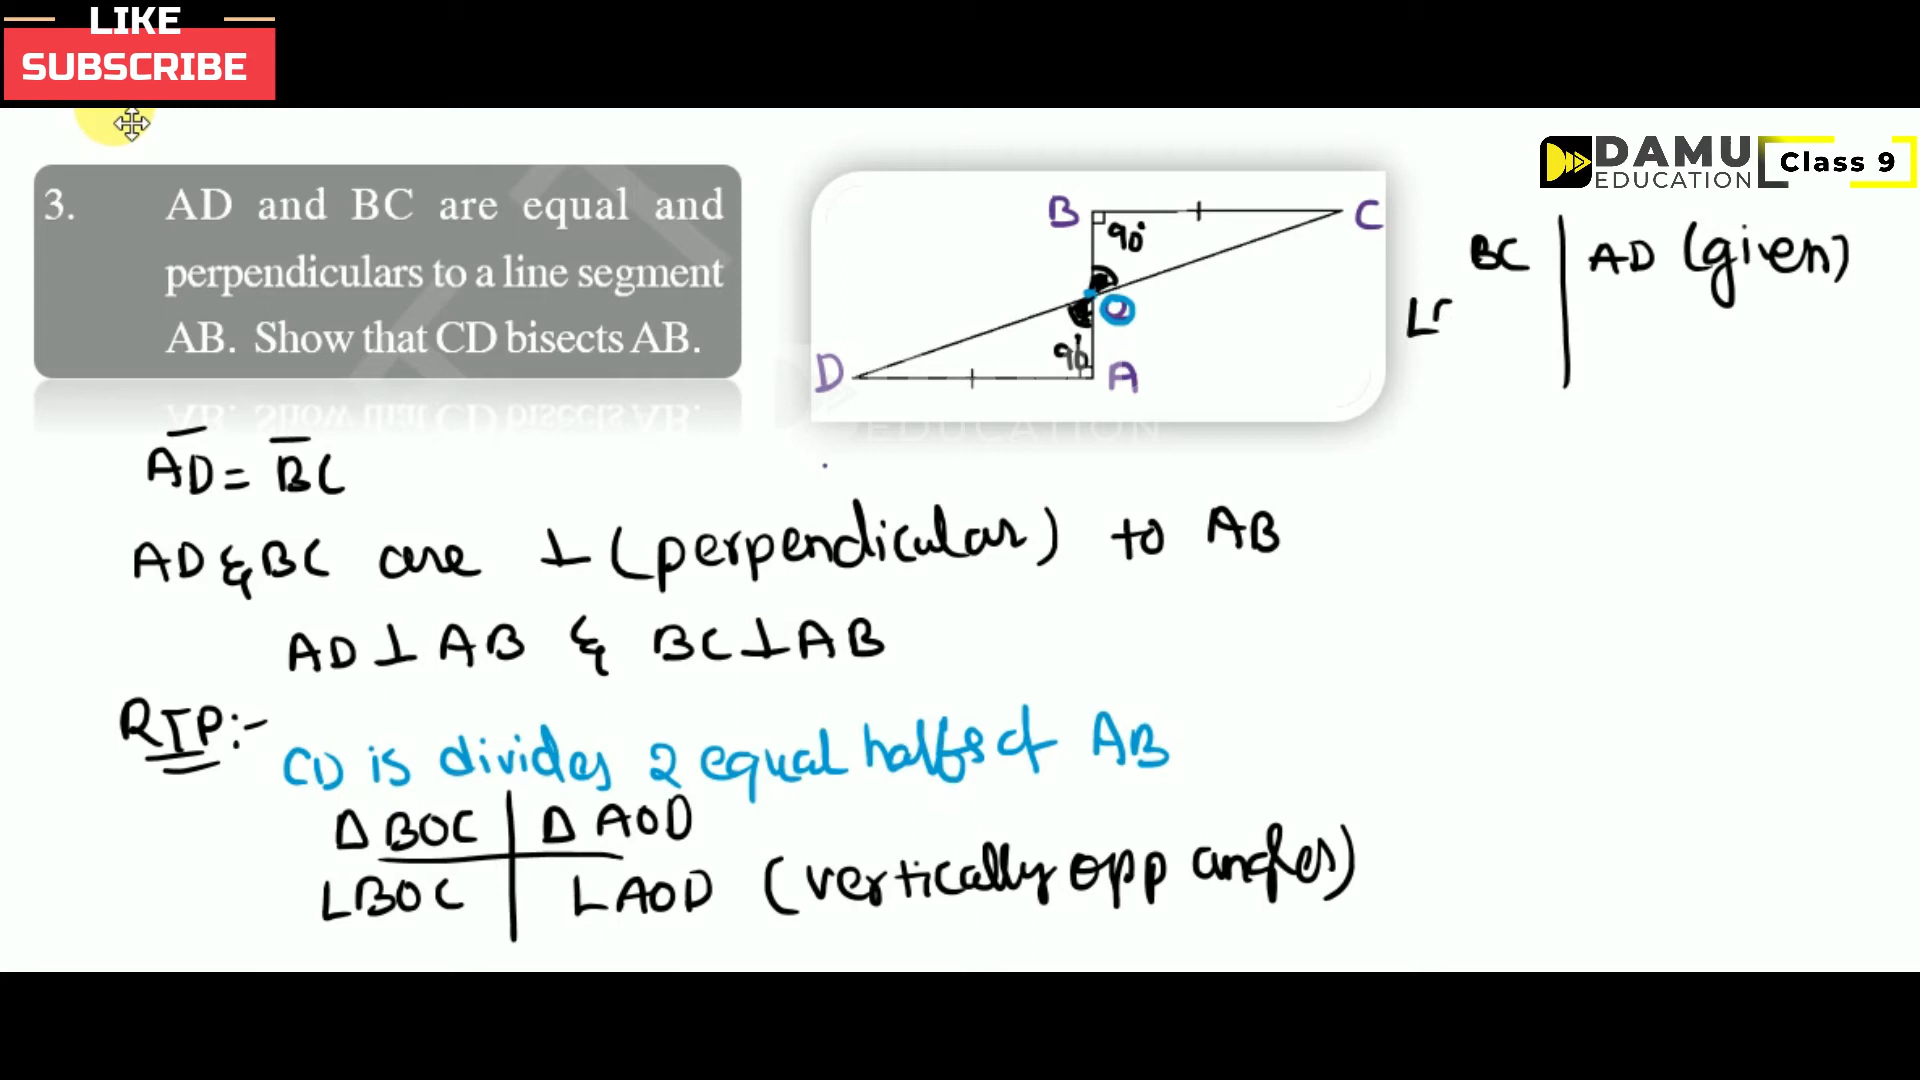 LIKE
SUBSCRIBE
DAMU
EDUCATION
Class 9
3. AD and BC are equal and
perpendiculars to a line segment
AB. Show that CD bisects AB.
B
C
90°
O
90°
D
A
BC | AD (given)
∠
AD = BC
AD & BC are ⊥ (perpendicular) to AB
AD ⊥ AB & BC ⊥ AB
RTP:-
CD is divides 2 equal halfs of AB
Δ BOC | Δ AOD
∠BOC | ∠AOD (vertically opp angles)
EDUCATION